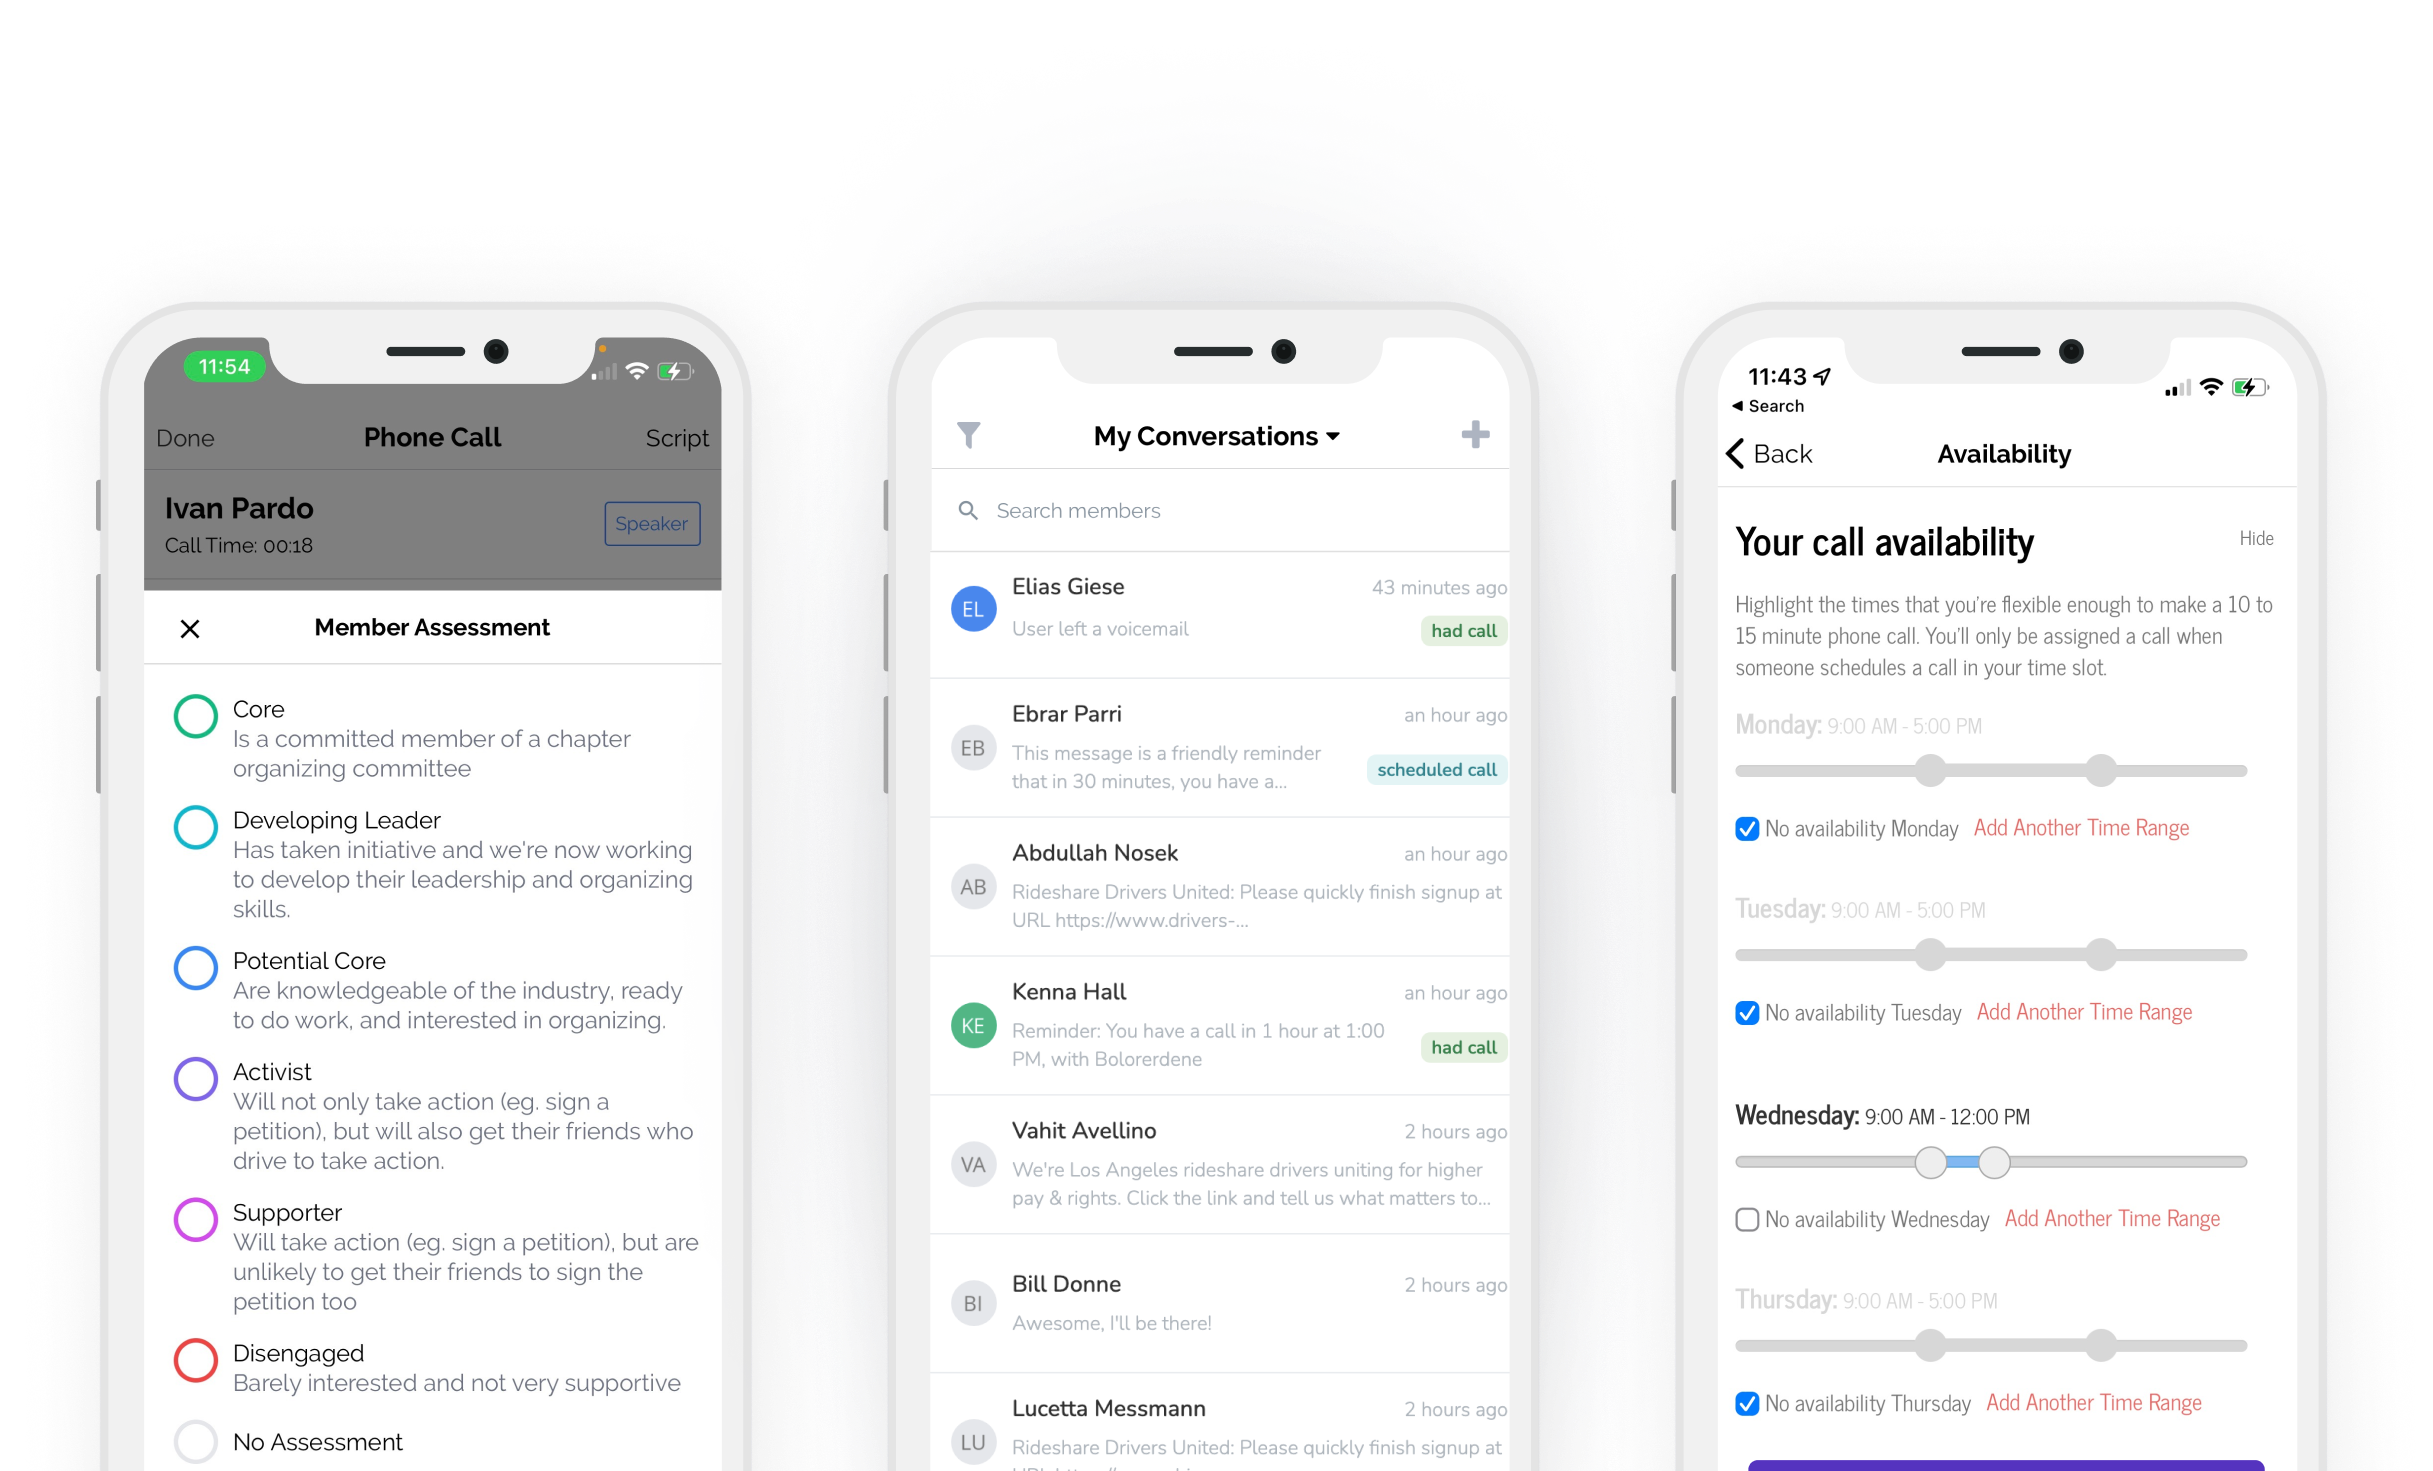 11:54
Done
Phone Call
Script
Ivan Pardo
Speaker
Call Time: 00:18
Member Assessment
Core
Is a committed member of a chapter
organizing committee
Developing Leader
Has taken initiative and we're now working
to develop their leadership and organizing
skills.
Potential Core
Are knowledgeable of the industry, ready
to do work, and interested in organizing.
Activist
Will not only take action (eg. sign a
petition), but will also get their friends who
drive to take action.
Supporter
Will take action (eg. sign a petition), but are
unlikely to get their friends to sign the
petition too
Disengaged
Barely interested and not very supportive
No Assessment
My Conversations
Search members
EL
Elias Giese
43 minutes ago
User left a voicemail
had call
EB
Ebrar Parri
an hour ago
This message is a friendly reminder
that in 30 minutes, you have a...
scheduled call
AB
Abdullah Nosek
an hour ago
Rideshare Drivers United: Please quickly finish signup at
URL https://www.drivers-...
KE
Kenna Hall
an hour ago
Reminder: You have a call in 1 hour at 1:00
PM, with Bolorerdene
had call
VA
Vahit Avellino
2 hours ago
We're Los Angeles rideshare drivers uniting for higher
pay & rights. Click the link and tell us what matters to...
BI
Bill Donne
2 hours ago
Awesome, I'll be there!
LU
Lucetta Messmann
2 hours ago
Rideshare Drivers United: Please quickly finish signup at
11:43
Search
Back
Availability
Your call availability
Hide
Highlight the times that you're flexible enough to make a 10 to
15 minute phone call. You'll only be assigned a call when
someone schedules a call in your time slot.
Monday: 9:00 AM - 5:00 PM
No availability Monday Add Another Time Range
Tuesday: 9:00 AM - 5:00 PM
No availability Tuesday Add Another Time Range
Wednesday: 9:00 AM - 12:00 PM
No availability Wednesday Add Another Time Range
Thursday: 9:00 AM - 5:00 PM
No availability Thursday Add Another Time Range